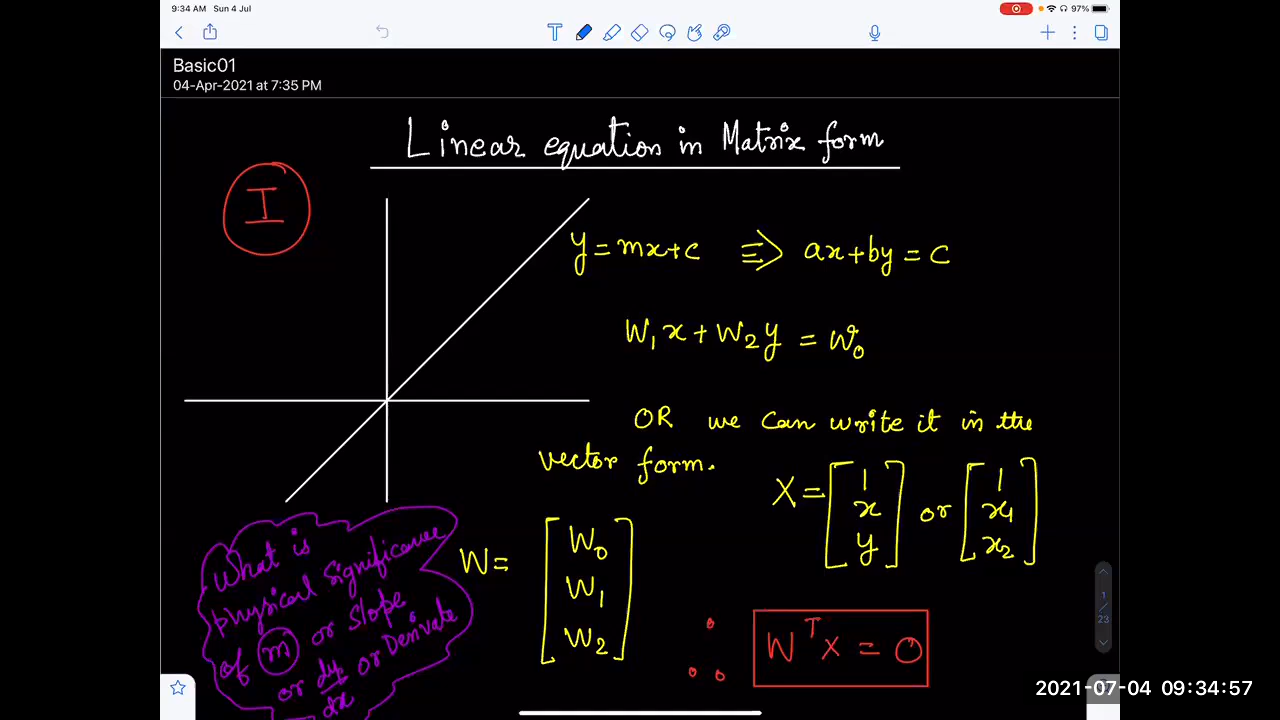 9:34 AM Sun 4 Jul
97%
Basic01
04-Apr-2021 at 7:35 PM
Linear equation in Matrix form
I
y = mx+c ≡> ax+by = c
W₁x + W₂y = W₀
OR we can write it in the
vector form.
X = [1 x y] or [1 x₁ x₂]
W = [W₀ W₁ W₂]
∴ WᵀX = 0
What is
physical significance
of m or slope
or dy/dx or Derivate
1
/
23
2021-07-04 09:34:57